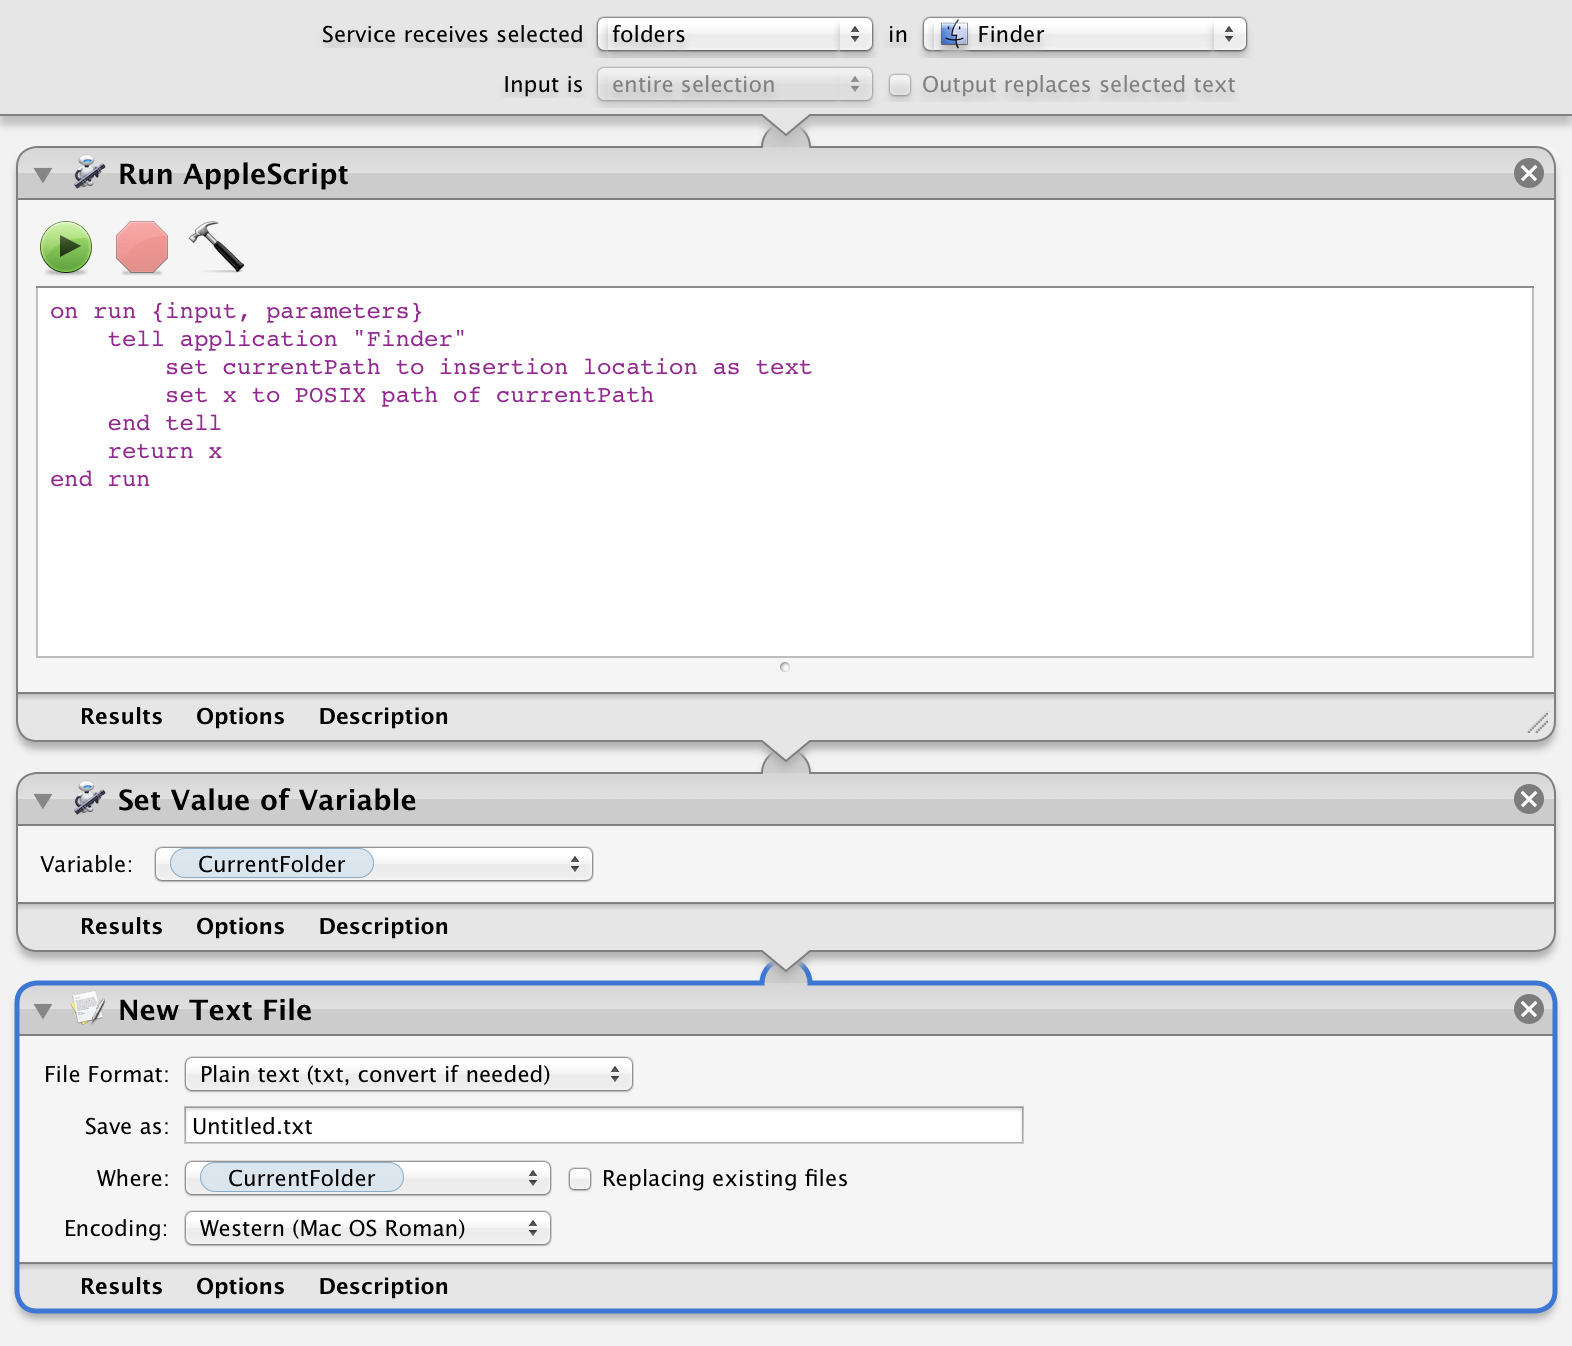 Service receives selected folders in Finder
Input is entire selection Output replaces selected text
Run AppleScript
on run {input, parameters}
tell application "Finder"
set currentPath to insertion location as text
set x to POSIX path of currentPath
end tell
return x
end run
Results Options Description
Set Value of Variable
Variable: CurrentFolder
Results Options Description
New Text File
File Format: Plain text (txt, convert if needed)
Save as: Untitled.txt
Where: CurrentFolder Replacing existing files
Encoding: Western (Mac OS Roman)
Results Options Description